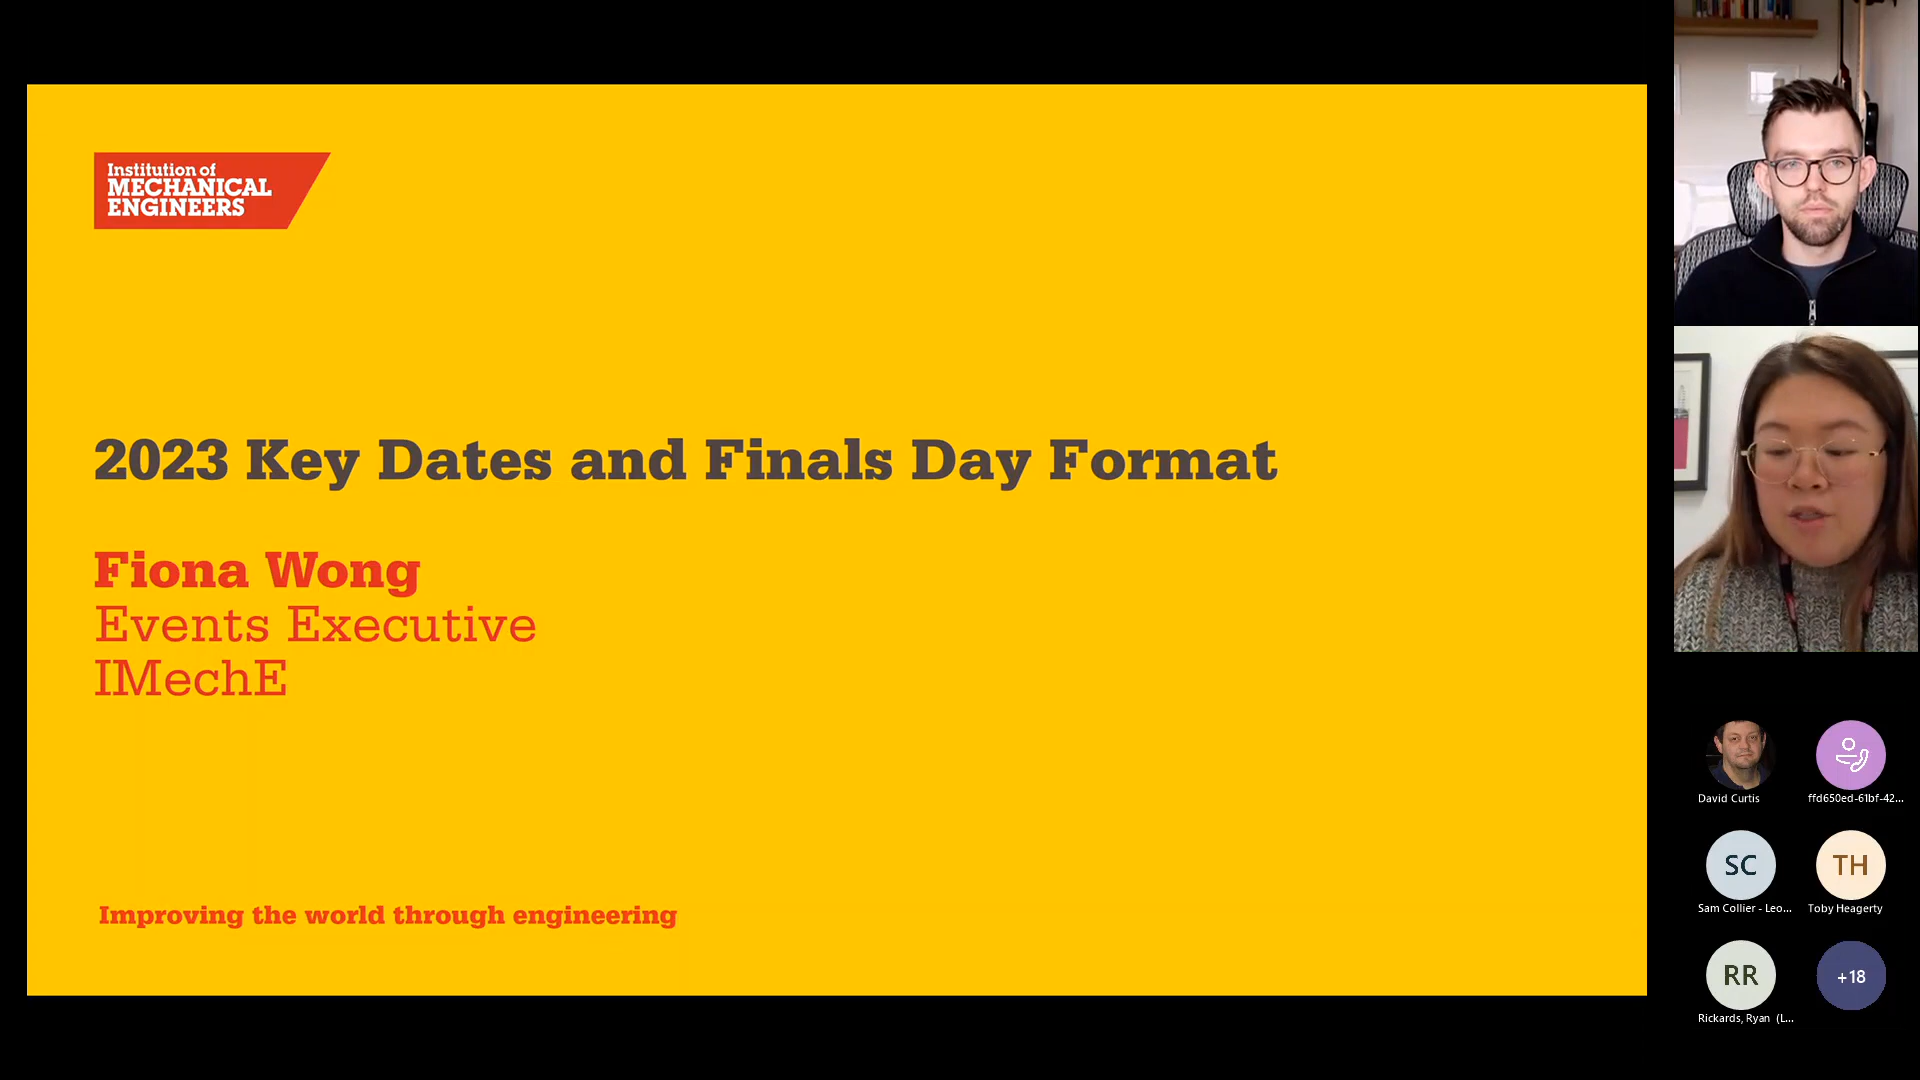 Institution of
MECHANICAL
ENGINEERS
2023 Key Dates and Finals Day Format
Fiona Wong
Events Executive
IMechE
Improving the world through engineering
David Curtis
ffd650ed-61bf-42...
SC
Sam Collier - Leo...
TH
Toby Heagerty
RR
Rickards, Ryan (L...
+18